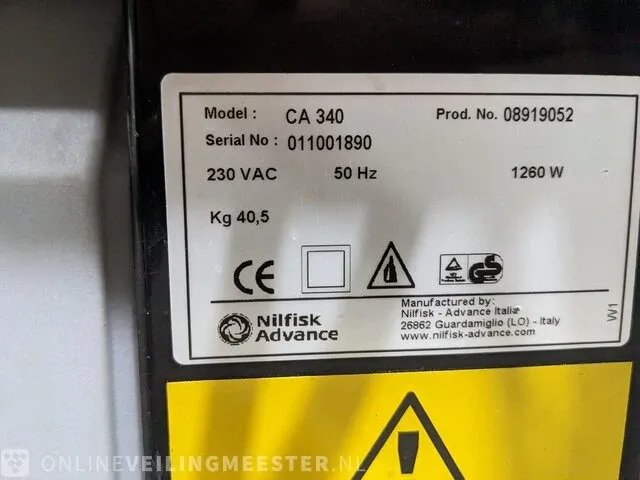 Model : CA 340 Prod. No. 08919052
Serial No : 011001890
230 VAC 50 Hz 1260 W
Kg 40,5
CE
GS
Nilfisk
Advance
Manufactured by:
Nilfisk - Advance Italia
26862 Guardamiglio (LO) - Italy
www.nilfisk-advance.com
W1
ONLINEVEILINGMEESTER.NL